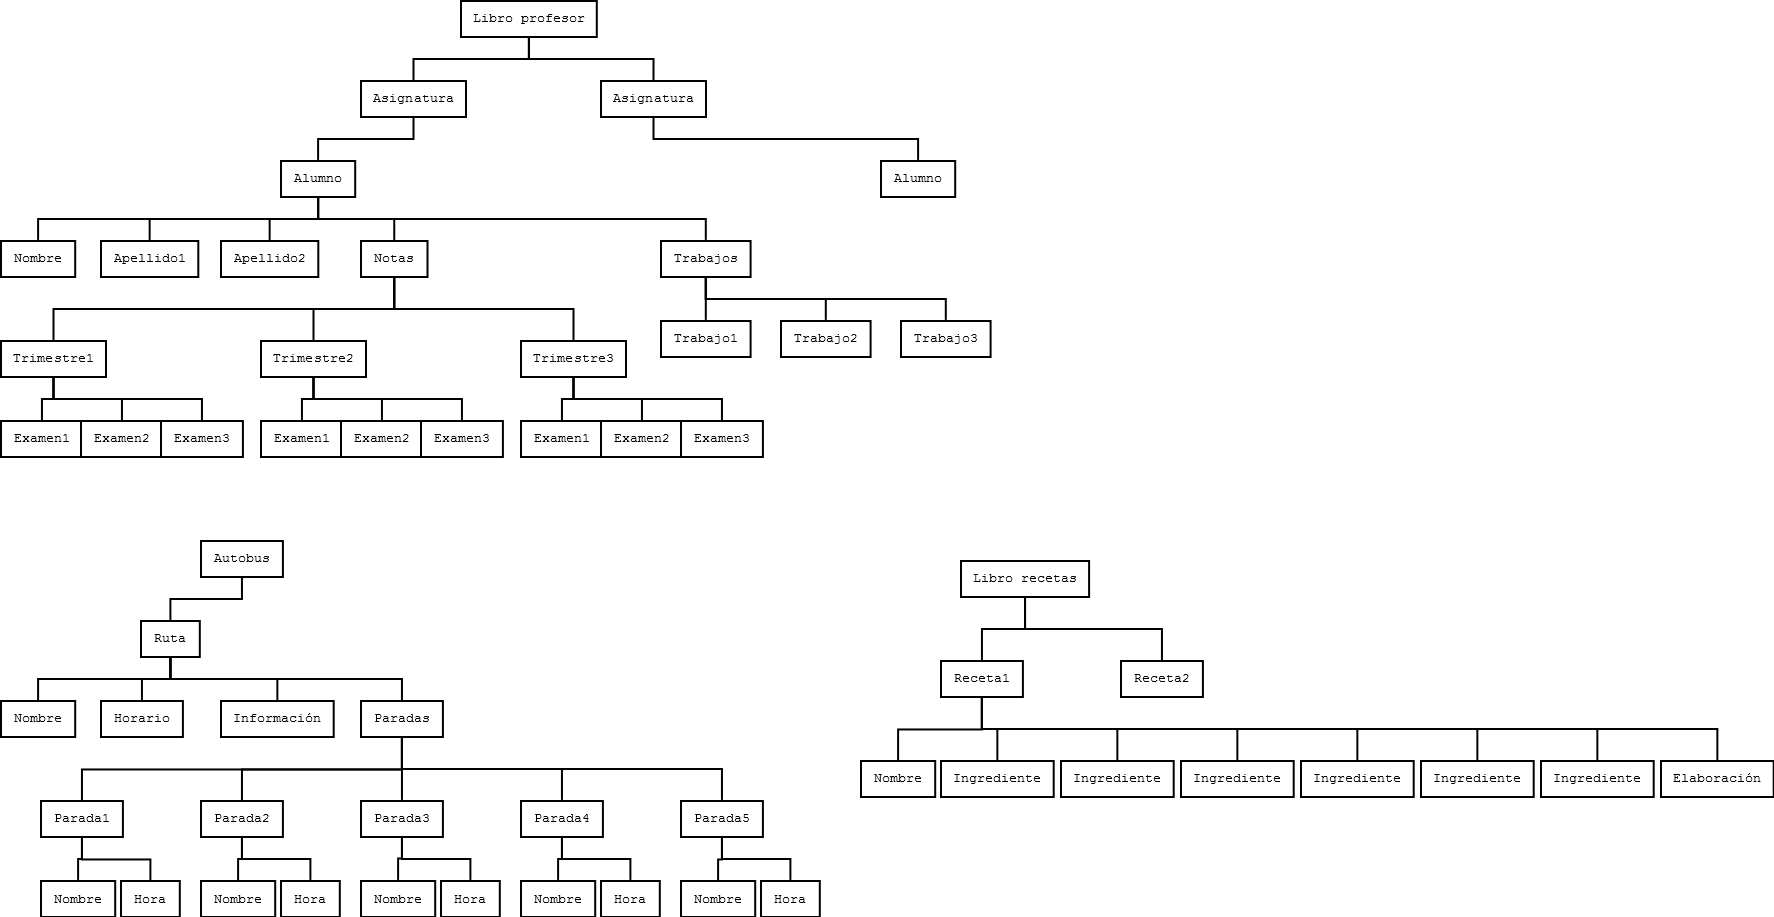 Libro profesor
Asignatura Asignatura
Alumno Alumno
Nombre Apellido1 Apellido2 Notas Trabajos
Trabajo1 Trabajo2 Trabajo3
Trimestre1 Trimestre2 Trimestre3
Examen1 Examen2 Examen3 Examen1 Examen2 Examen3 Examen1 Examen2 Examen3
Autobus
Ruta
Nombre Horario Información Paradas
Parada1 Parada2 Parada3 Parada4 Parada5
Nombre Hora Nombre Hora Nombre Hora Nombre Hora Nombre Hora
Libro recetas
Receta1 Receta2
Nombre Ingrediente Ingrediente Ingrediente Ingrediente Ingrediente Ingrediente Elaboración